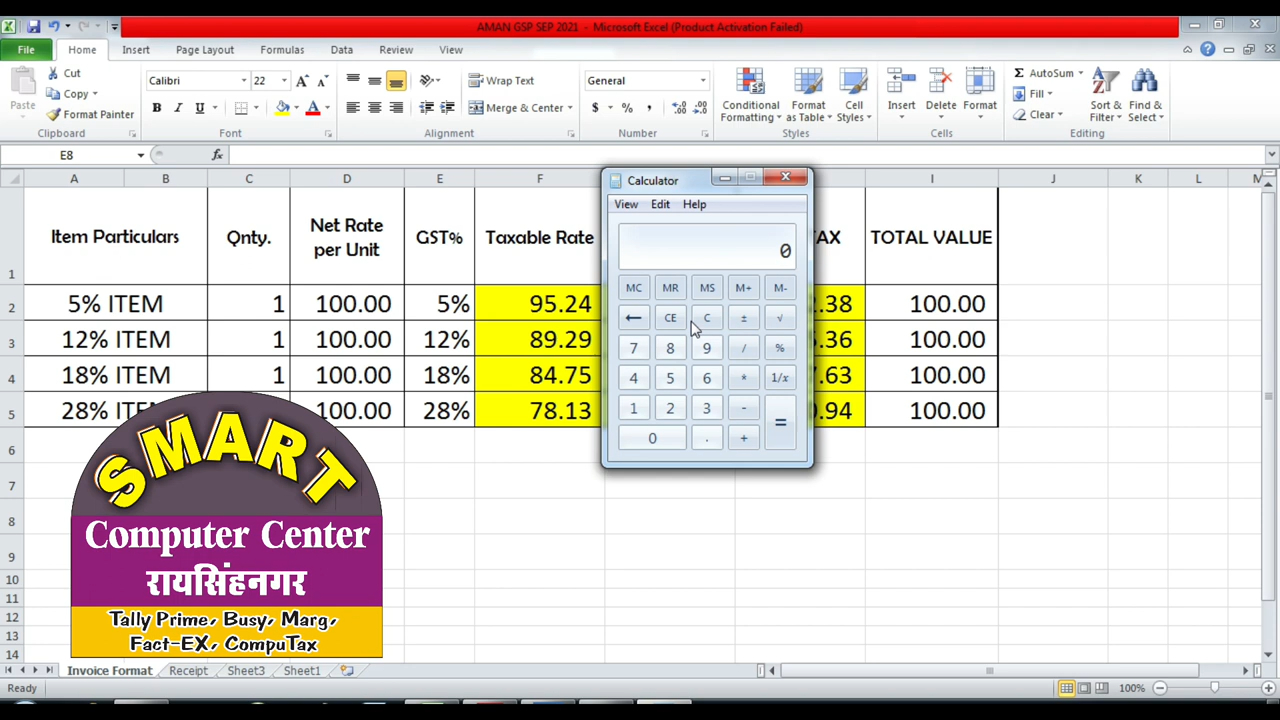 AMAN GSP SEP 2021 - Microsoft Excel (Product Activation Failed)
File Home Insert Page Layout Formulas Data Review View
Paste
Cut
Copy
Format Painter
Clipboard
Calibri 22
B I U A
Font
Wrap Text
Merge & Center
Alignment
General
$ % ,
Number
Conditional Formatting
Format as Table
Cell Styles
Styles
Insert Delete Format
Cells
Σ AutoSum
Fill
Clear
Sort & Filter
Find & Select
Editing
E8 fx
A B C D E F I J K L M
1 Item Particulars Qnty. Net Rate per Unit GST% Taxable Rate AX TOTAL VALUE
2 5% ITEM 1 100.00 5% 95.24 .38 100.00
3 12% ITEM 1 100.00 12% 89.29 .36 100.00
4 18% ITEM 1 100.00 18% 84.75 .63 100.00
5 28% ITEM 100.00 28% 78.13 .94 100.00
6
7
8
9
10
11
12
13
14
Calculator
View Edit Help
0
MC MR MS M+ M-
← CE C ± √
7 8 9 / %
4 5 6 * 1/x
1 2 3 - =
0 . +
SMART
Computer Center
रायसिंहनगर
Tally Prime, Busy, Marg,
Fact-EX, CompuTax
Invoice Format Receipt Sheet3 Sheet1
Ready 100%